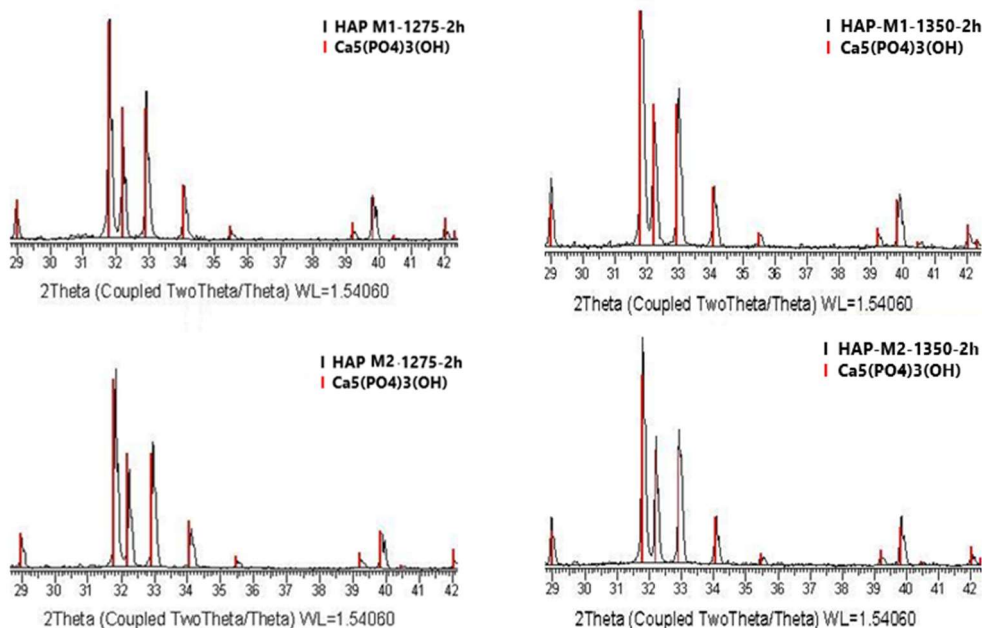 HAP M1-1275-2h
Ca5(PO4)3(OH)
29 30 31 32 33 34 35 36 37 38 39 40 41 42
2Theta (Coupled TwoTheta/Theta) WL=1.54060
HAP-M1-1350-2h
Ca5(PO4)3(OH)
29 30 31 32 33 34 35 36 37 38 39 40 41 42
2Theta (Coupled TwoTheta/Theta) WL=1.54060
HAP M2-1275-2h
Ca5(PO4)3(OH)
29 30 31 32 33 34 35 36 37 38 39 40 41 42
2Theta (Coupled TwoTheta/Theta) WL=1.54060
HAP-M2-1350-2h
Ca5(PO4)3(OH)
29 30 31 32 33 34 35 36 37 38 39 40 41 42
2Theta (Coupled TwoTheta/Theta) WL=1.54060